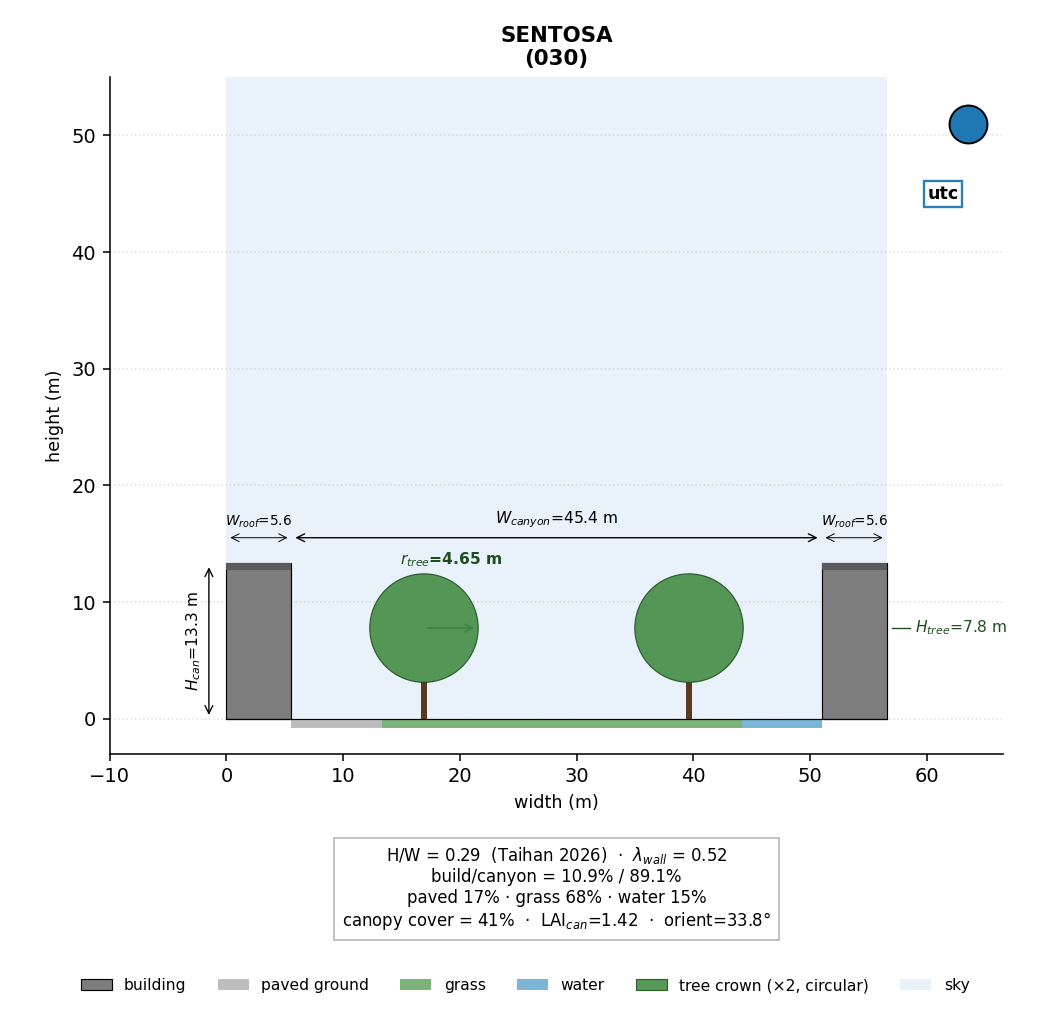 SENTOSA
(030)
50
40
30
20
10
0
height (m)
utc
W_roof=5.6
W_canyon=45.4 m
W_roof=5.6
r_tree=4.65 m
H_can=13.3 m
H_tree=7.8 m
−10
0
10
20
30
40
50
60
width (m)
H/W = 0.29 (Taihan 2026) · λ_wall = 0.52
build/canyon = 10.9% / 89.1%
paved 17% · grass 68% · water 15%
canopy cover = 41% · LAI_can=1.42 · orient=33.8°
building
paved ground
grass
water
tree crown (×2, circular)
sky